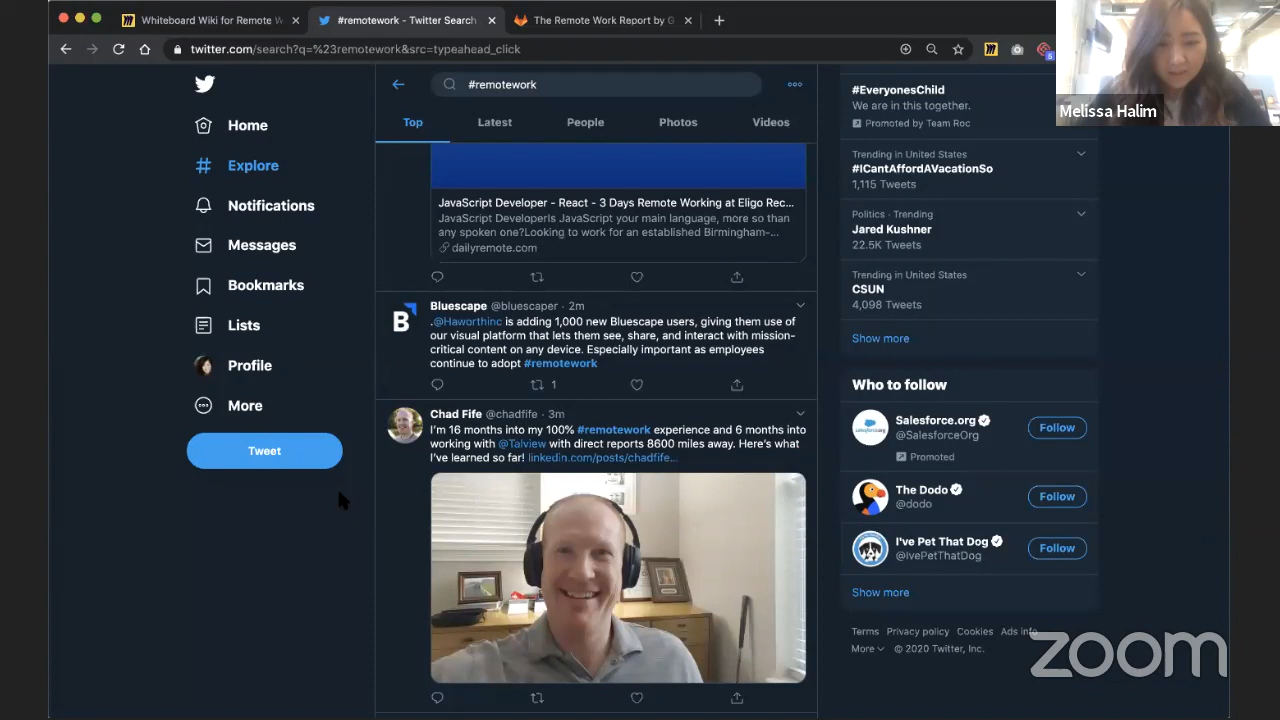 Whiteboard Wiki for Remote W
#remotework - Twitter Search
The Remote Work Report by G
twitter.com/search?q=%23remotework&src=typeahead_click
6
Melissa Halim
Home
Explore
Notifications
Messages
Bookmarks
Lists
Profile
More
Tweet
#remotework
Top
Latest
People
Photos
Videos
JavaScript Developer - React - 3 Days Remote Working at Eligo Rec...
JavaScript DeveloperIs JavaScript your main language, more so than
any spoken one?Looking to work for an established Birmingham-...
dailyremote.com
Bluescape @bluescaper · 2m
.@Haworthinc is adding 1,000 new Bluescape users, giving them use of
our visual platform that lets them see, share, and interact with mission-
critical content on any device. Especially important as employees
continue to adopt #remotework
1
Chad Fife @chadfife · 3m
I'm 16 months into my 100% #remotework experience and 6 months into
working with @Talview with direct reports 8600 miles away. Here's what
I've learned so far! linkedin.com/posts/chadfife...
#EveryonesChild
We are in this together.
Promoted by Team Roc
Trending in United States
#ICantAffordAVacationSo
1,115 Tweets
Politics · Trending
Jared Kushner
22.5K Tweets
Trending in United States
CSUN
4,098 Tweets
Show more
Who to follow
Salesforce.org
@SalesforceOrg
Promoted
Follow
The Dodo
@dodo
Follow
I've Pet That Dog
@IvePetThatDog
Follow
Show more
Terms Privacy policy Cookies Ads info
More © 2020 Twitter, Inc.
zoom